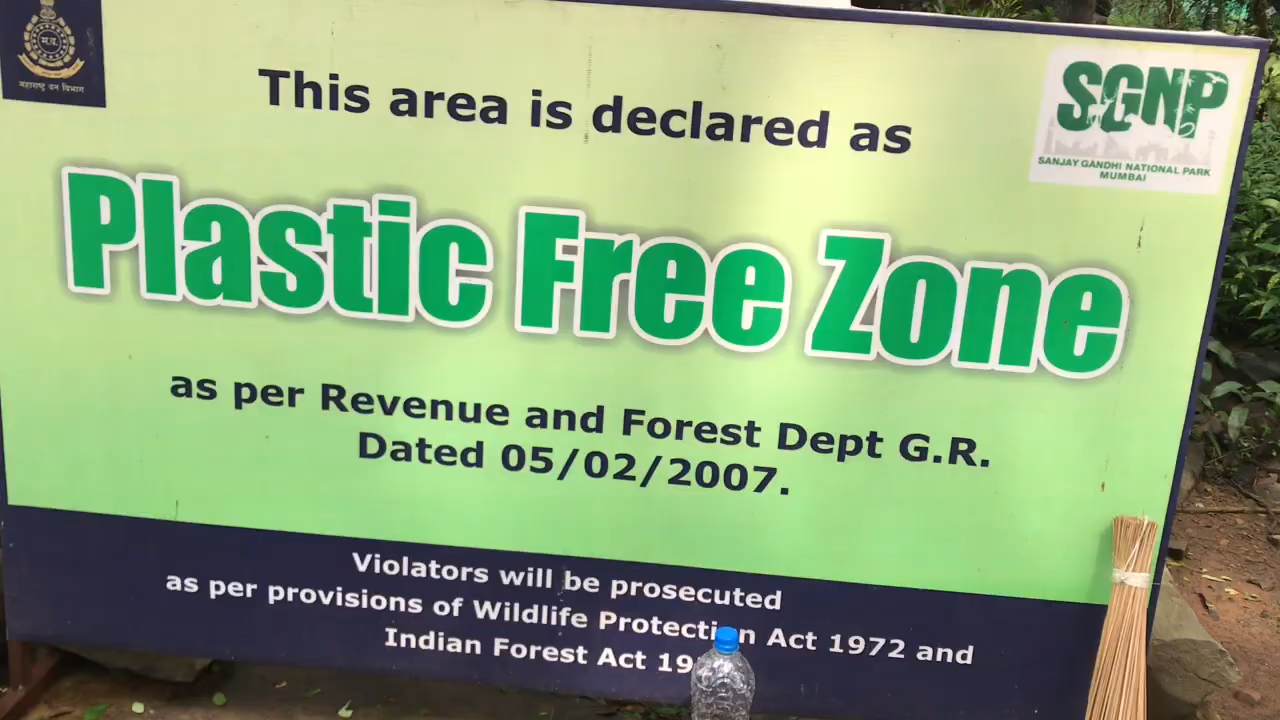 म.व.
महाराष्ट्र वन विभाग
SGNP
SANJAY GANDHI NATIONAL PARK
MUMBAI
This area is declared as
Plastic Free Zone
as per Revenue and Forest Dept G.R.
Dated 05/02/2007.
Violators will be prosecuted
as per provisions of Wildlife Protection Act 1972 and
Indian Forest Act